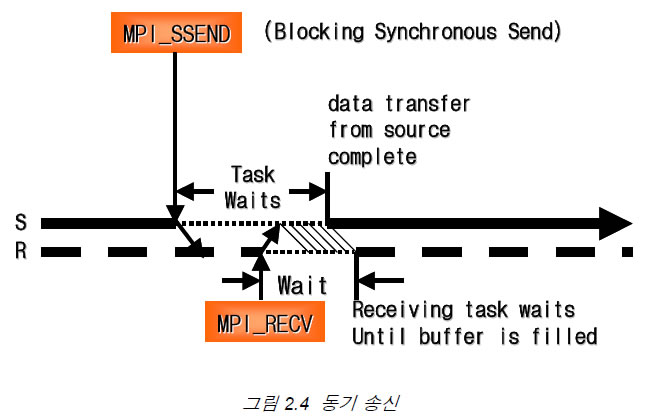 MPI_SSEND (Blocking Synchronous Send)
data transfer
from source
complete
Task
Waits
S
R
Wait
MPI_RECV
Receiving task waits
Until buffer is filled
그림 2.4 동기 송신